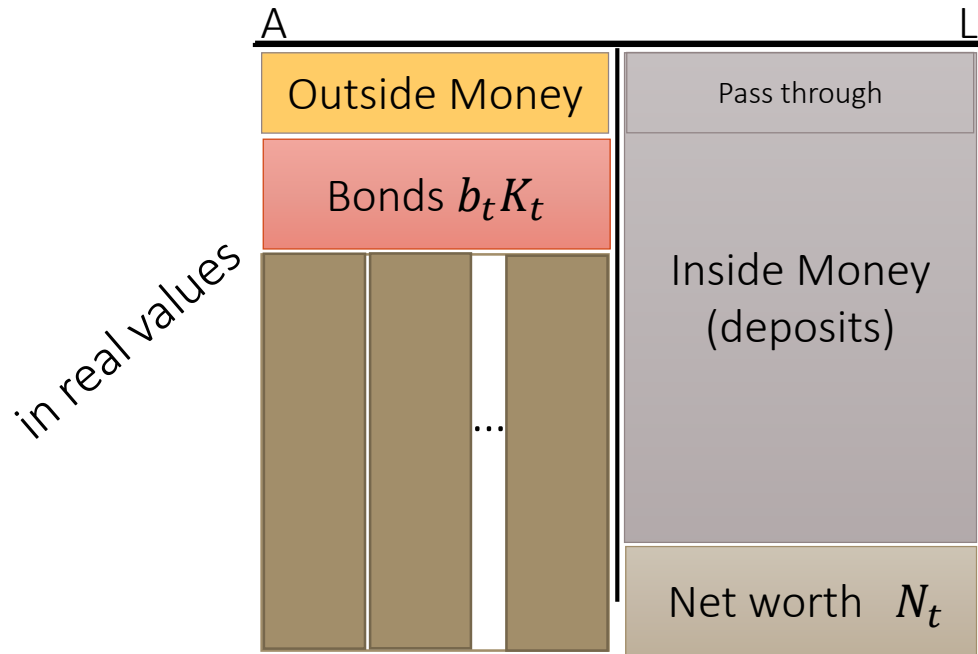 A
L
Outside Money
Pass through
Bonds b_t K_t
in real values
Inside Money
(deposits)
...
Net worth N_t